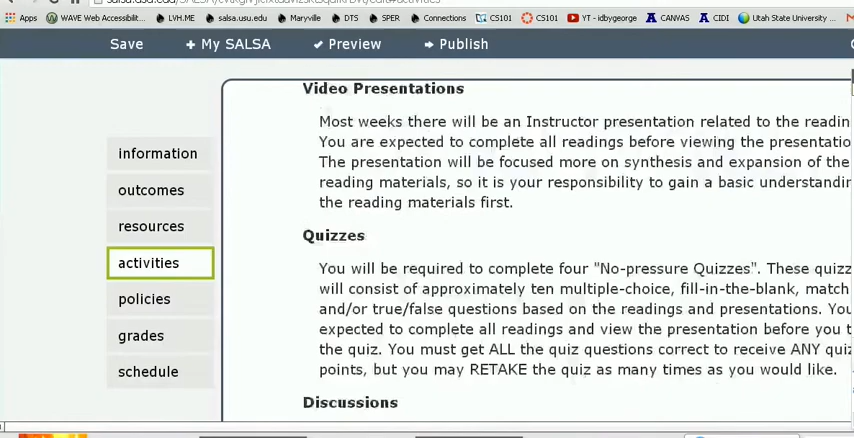 Apps WAVE Web Accessibilit... LVH.ME salsa.usu.edu Maryville DTS SPER Connections CS101 CS101 YT - idbygeorge CANVAS CIDI Utah State University ...
Save + My SALSA ✓ Preview → Publish
Video Presentations
Most weeks there will be an Instructor presentation related to the readin
You are expected to complete all readings before viewing the presentatio
The presentation will be focused more on synthesis and expansion of the
reading materials, so it is your responsibility to gain a basic understandin
the reading materials first.
information
outcomes
resources
activities
policies
grades
schedule
Quizzes
You will be required to complete four "No-pressure Quizzes". These quizz
will consist of approximately ten multiple-choice, fill-in-the-blank, match
and/or true/false questions based on the readings and presentations. You
expected to complete all readings and view the presentation before you t
the quiz. You must get ALL the quiz questions correct to receive ANY quiz
points, but you may RETAKE the quiz as many times as you would like.
Discussions